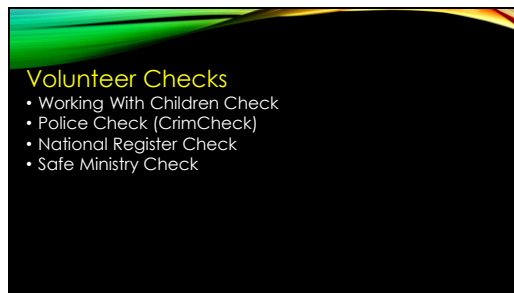 Volunteer Checks
• Working With Children Check
• Police Check (CrimCheck)
• National Register Check
• Safe Ministry Check